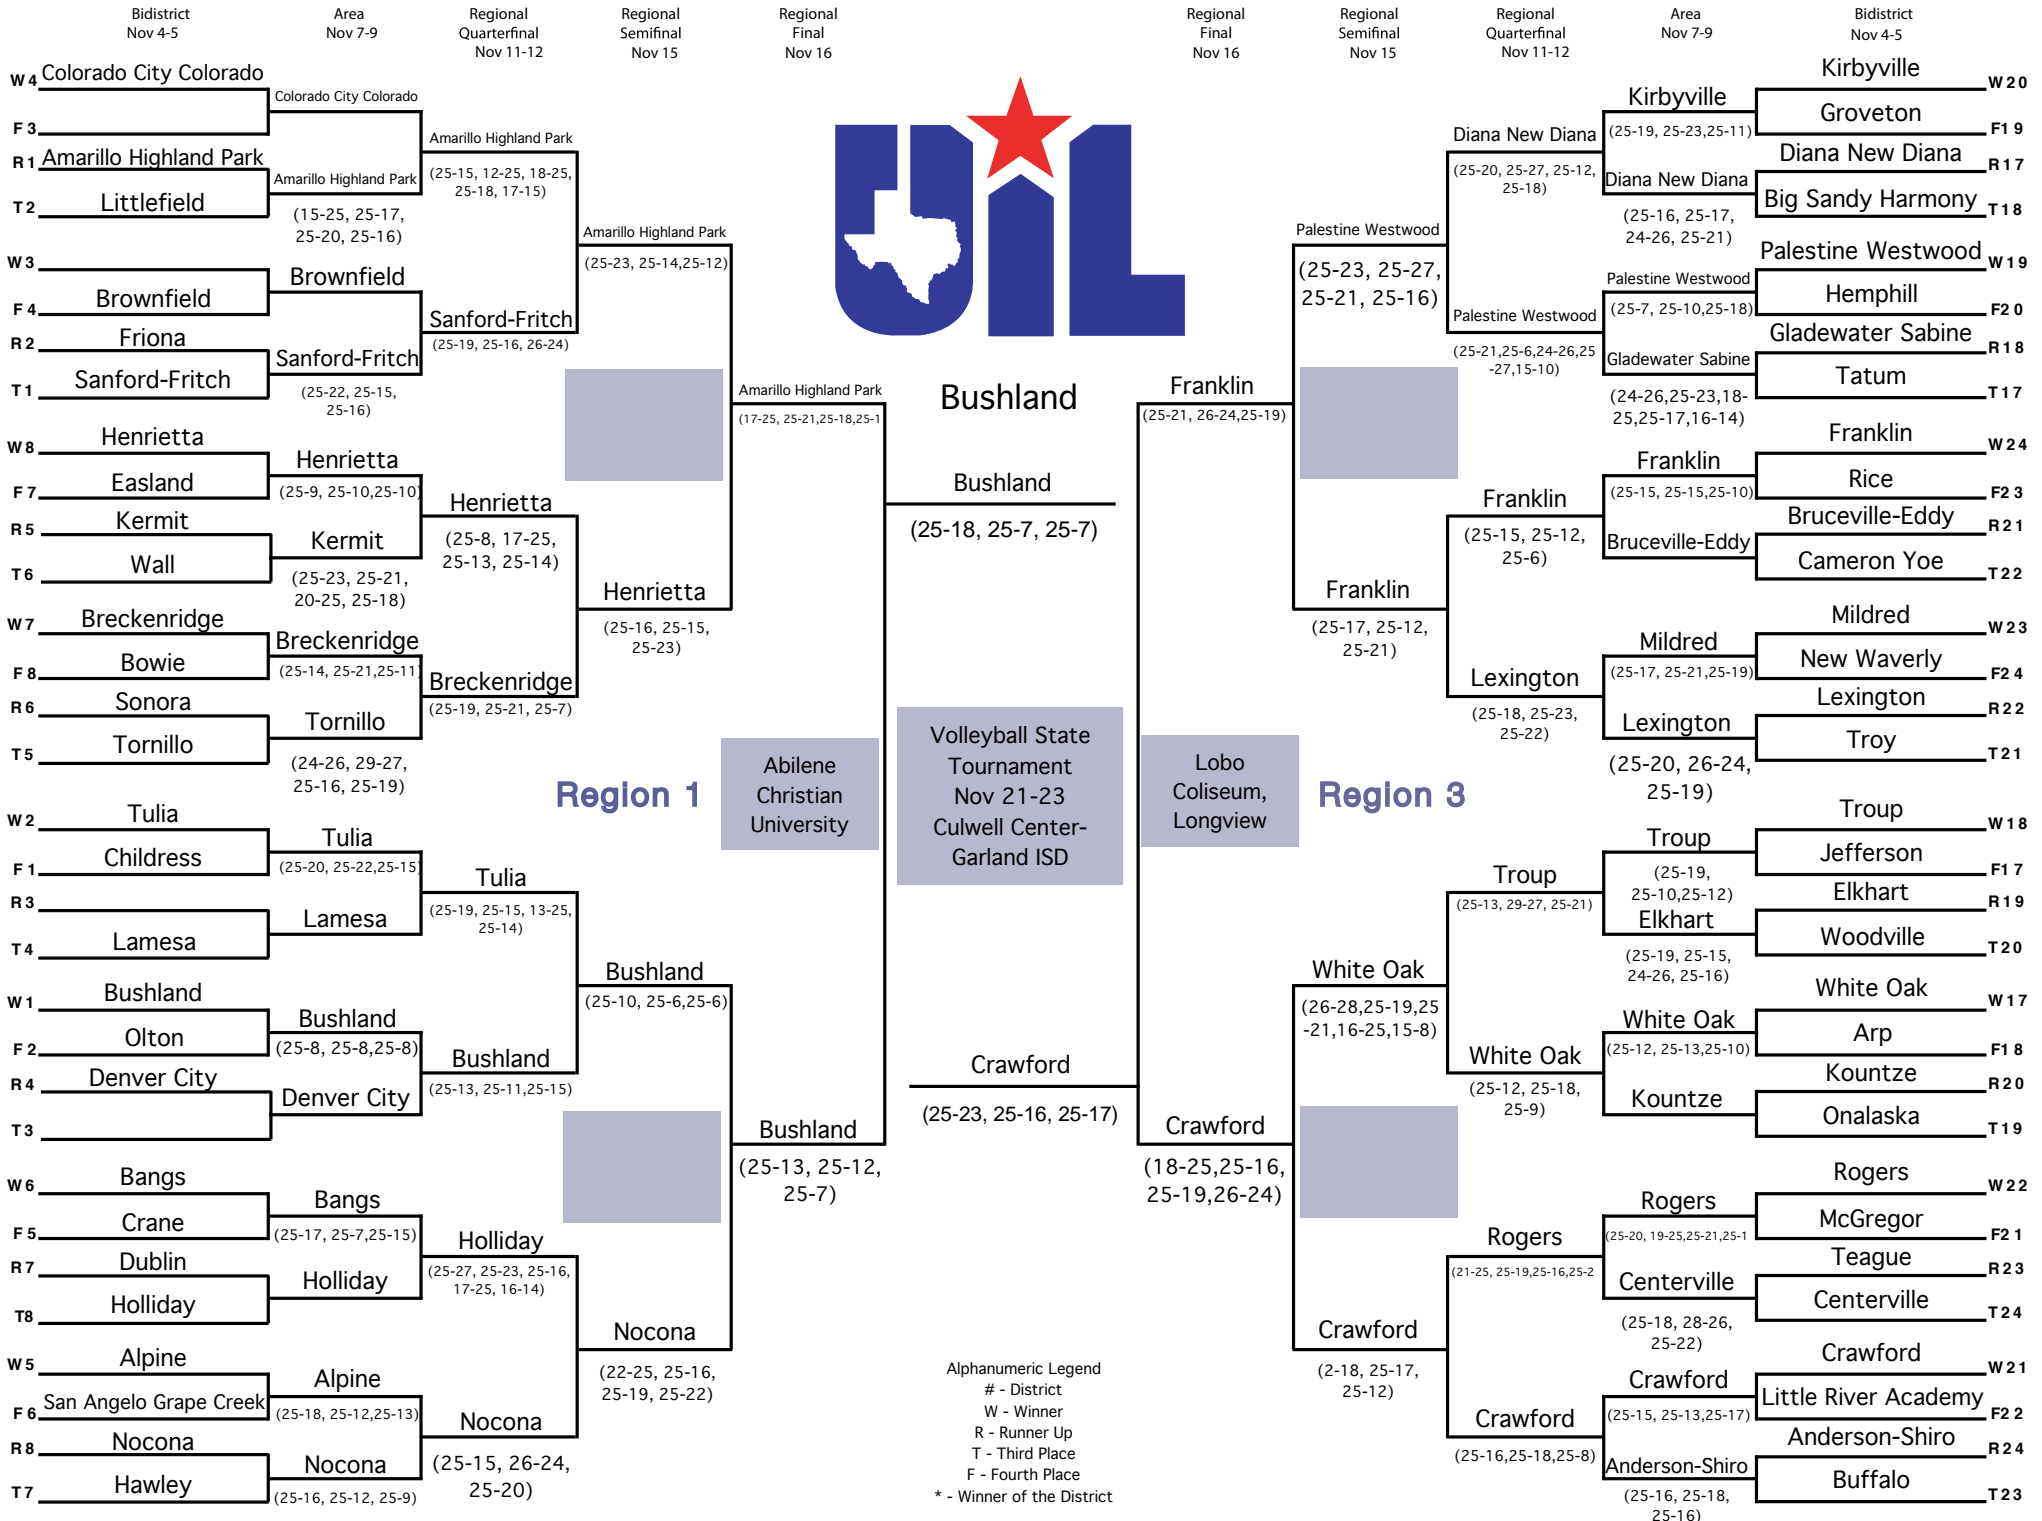 Bidistrict
Nov 4-5
Area
Nov 7-9
Regional
Quarterfinal
Nov 11-12
Regional
Semifinal
Nov 15
Regional
Final
Nov 16
Regional
Final
Nov 16
Regional
Semifinal
Nov 15
Regional
Quarterfinal
Nov 11-12
Area
Nov 7-9
Bidistrict
Nov 4-5
W4 Colorado City Colorado
F3
R1 Amarillo Highland Park
T2 Littlefield
W3
F4 Brownfield
R2 Friona
T1 Sanford-Fritch
W8 Henrietta
F7 Easland
R5 Kermit
T6 Wall
W7 Breckenridge
F8 Bowie
R6 Sonora
T5 Tornillo
W2 Tulia
F1 Childress
R3
T4 Lamesa
W1 Bushland
F2 Olton
R4 Denver City
T3
W6 Bangs
F5 Crane
R7 Dublin
T8 Holliday
W5 Alpine
F6 San Angelo Grape Creek
R8 Nocona
T7 Hawley
Colorado City Colorado
Amarillo Highland Park
(15-25, 25-17,
25-20, 25-16)
Brownfield
Sanford-Fritch
(25-22, 25-15,
25-16)
Henrietta
(25-9, 25-10,25-10)
Kermit
(25-23, 25-21,
20-25, 25-18)
Breckenridge
(25-14, 25-21,25-11)
Tornillo
(24-26, 29-27,
25-16, 25-19)
Tulia
(25-20, 25-22,25-15)
Lamesa
Bushland
(25-8, 25-8,25-8)
Denver City
Bangs
(25-17, 25-7,25-15)
Holliday
Alpine
(25-18, 25-12,25-13)
Nocona
(25-16, 25-12, 25-9)
Amarillo Highland Park
(25-15, 12-25, 18-25,
25-18, 17-15)
Sanford-Fritch
(25-19, 25-16, 26-24)
Henrietta
(25-8, 17-25,
25-13, 25-14)
Breckenridge
(25-19, 25-21, 25-7)
Tulia
(25-19, 25-15, 13-25,
25-14)
Bushland
(25-13, 25-11,25-15)
Holliday
(25-27, 25-23, 25-16,
17-25, 16-14)
Nocona
(25-15, 26-24,
25-20)
Amarillo Highland Park
(25-23, 25-14,25-12)
Henrietta
(25-16, 25-15,
25-23)
Region 1
Bushland
(25-10, 25-6,25-6)
Nocona
(22-25, 25-16,
25-19, 25-22)
Amarillo Highland Park
(17-25, 25-21,25-18,25-1
Abilene
Christian
University
Bushland
(25-13, 25-12,
25-7)
UIL
Bushland
Bushland
(25-18, 25-7, 25-7)
Volleyball State
Tournament
Nov 21-23
Culwell Center-
Garland ISD
Crawford
(25-23, 25-16, 25-17)
Alphanumeric Legend
# - District
W - Winner
R - Runner Up
T - Third Place
F - Fourth Place
* - Winner of the District
Franklin
(25-21, 26-24,25-19)
Lobo
Coliseum,
Longview
Crawford
(18-25,25-16,
25-19,26-24)
Palestine Westwood
(25-23, 25-27,
25-21, 25-16)
Franklin
(25-17, 25-12,
25-21)
Region 3
White Oak
(26-28,25-19,25
-21,16-25,15-8)
Crawford
(2-18, 25-17,
25-12)
Diana New Diana
(25-20, 25-27, 25-12,
25-18)
Palestine Westwood
(25-21,25-6,24-26,25
-27,15-10)
Franklin
(25-15, 25-12,
25-6)
Lexington
(25-18, 25-23,
25-22)
Troup
(25-13, 29-27, 25-21)
White Oak
(25-12, 25-18,
25-9)
Rogers
(21-25, 25-19,25-16,25-2
Crawford
(25-16,25-18,25-8)
Kirbyville
(25-19, 25-23,25-11)
Diana New Diana
(25-16, 25-17,
24-26, 25-21)
Palestine Westwood
(25-7, 25-10,25-18)
Gladewater Sabine
(24-26,25-23,18-
25,25-17,16-14)
Franklin
(25-15, 25-15,25-10)
Bruceville-Eddy
Mildred
(25-17, 25-21,25-19)
Lexington
(25-20, 26-24,
25-19)
Troup
(25-19,
25-10,25-12)
Elkhart
(25-19, 25-15,
24-26, 25-16)
White Oak
(25-12, 25-13,25-10)
Kountze
Rogers
(25-20, 19-25,25-21,25-1
Centerville
(25-18, 28-26,
25-22)
Crawford
(25-15, 25-13,25-17)
Anderson-Shiro
(25-16, 25-18,
25-16)
Kirbyville W20
Groveton F19
Diana New Diana R17
Big Sandy Harmony T18
Palestine Westwood W19
Hemphill F20
Gladewater Sabine R18
Tatum T17
Franklin W24
Rice F23
Bruceville-Eddy R21
Cameron Yoe T22
Mildred W23
New Waverly F24
Lexington R22
Troy T21
Troup W18
Jefferson F17
Elkhart R19
Woodville T20
White Oak W17
Arp F18
Kountze R20
Onalaska T19
Rogers W22
McGregor F21
Teague R23
Centerville T24
Crawford W21
Little River Academy F22
Anderson-Shiro R24
Buffalo T23